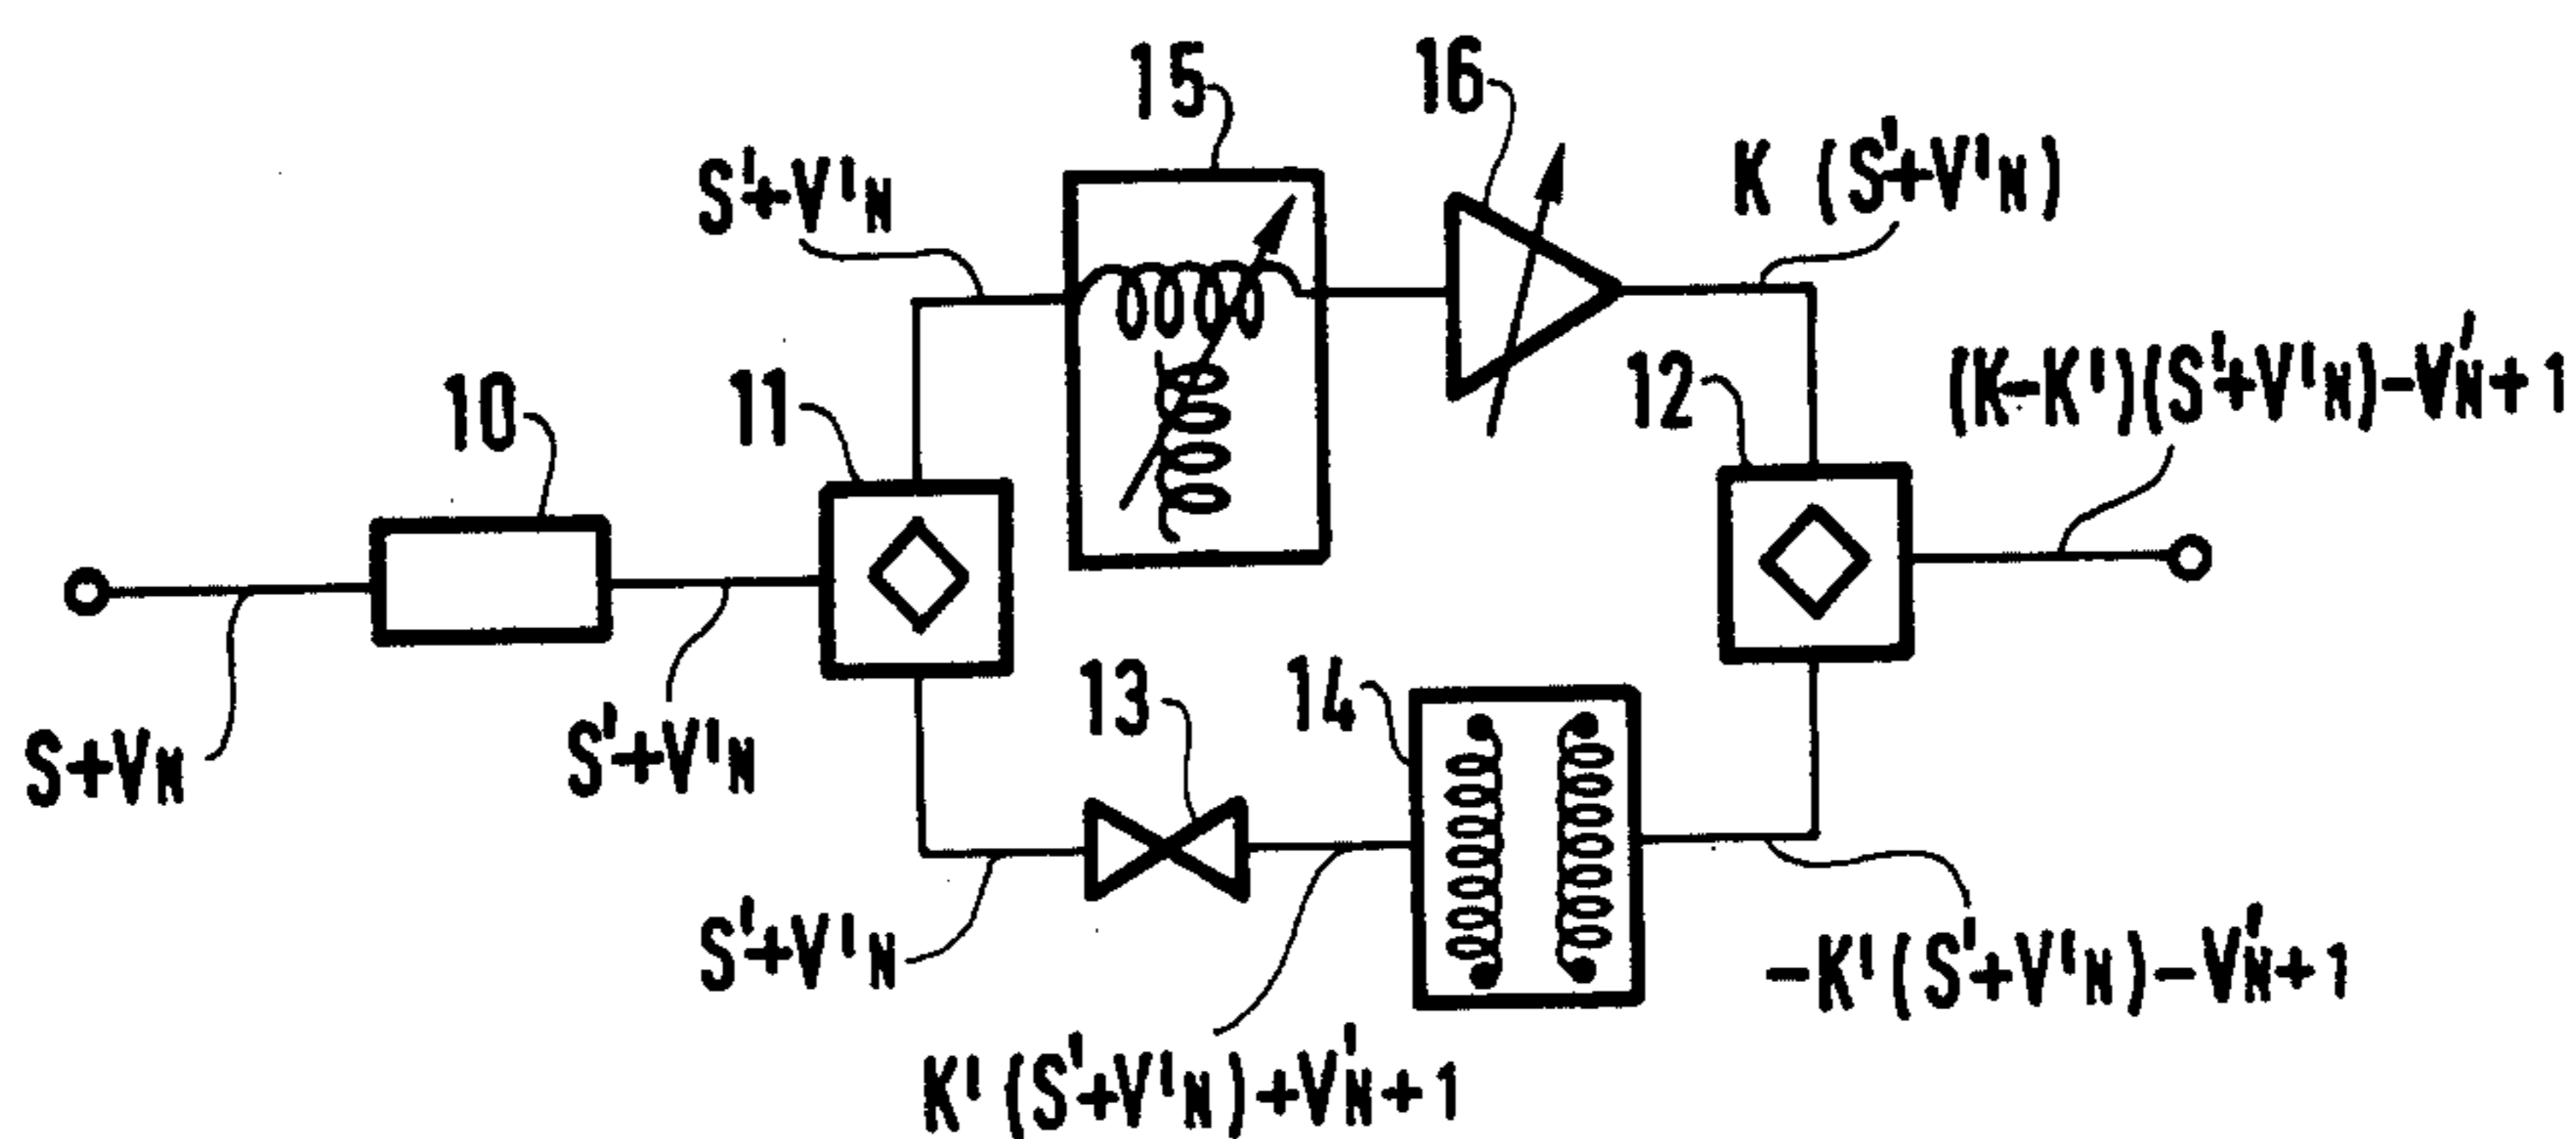 15
16
S'+V'N
K (S'+V'N)
10
11
12
(K-K')(S'+V'N)-V'N+1
S+VN
S'+V'N
13
14
S'+V'N
-K'(S'+V'N)-V'N+1
K'(S'+V'N)+V'N+1